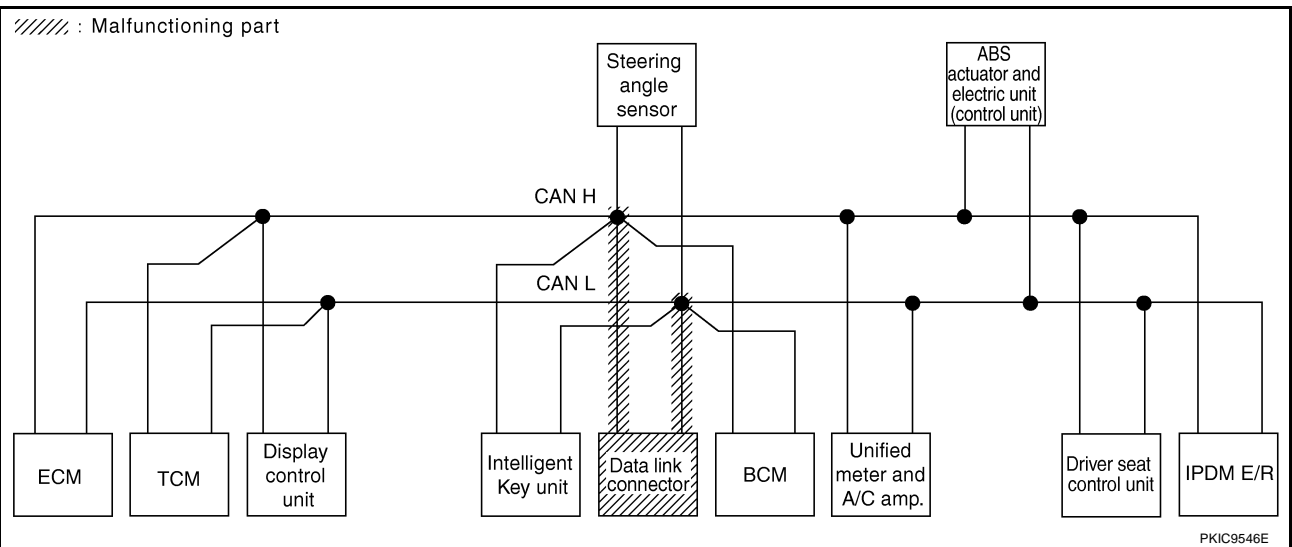 : Malfunctioning part
Steering
angle
sensor
ABS
actuator and
electric unit
(control unit)
CAN H
CAN L
ECM
TCM
Display
control
unit
Intelligent
Key unit
Data link
connector
BCM
Unified
meter and
A/C amp.
Driver seat
control unit
IPDM E/R
PKIC9546E